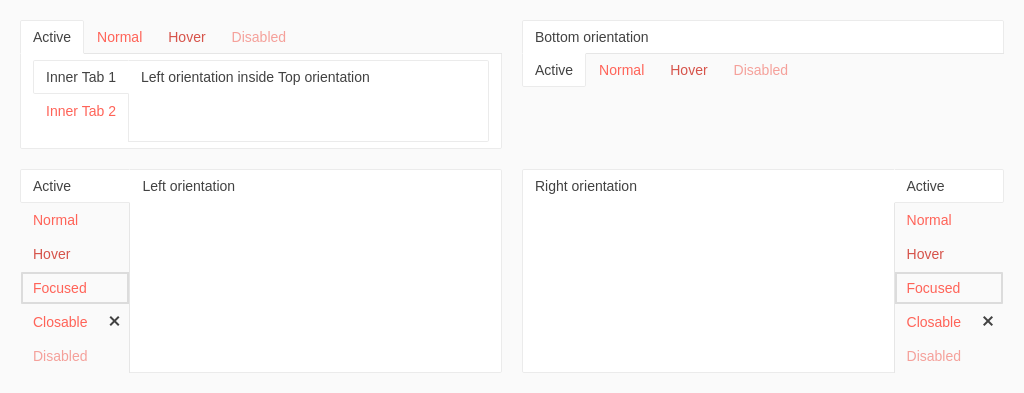 Active Normal Hover Disabled
Inner Tab 1 Left orientation inside Top orientation
Inner Tab 2
Bottom orientation
Active Normal Hover Disabled
Active Left orientation
Normal
Hover
Focused
Closable ✕
Disabled
Right orientation Active
Normal
Hover
Focused
Closable ✕
Disabled